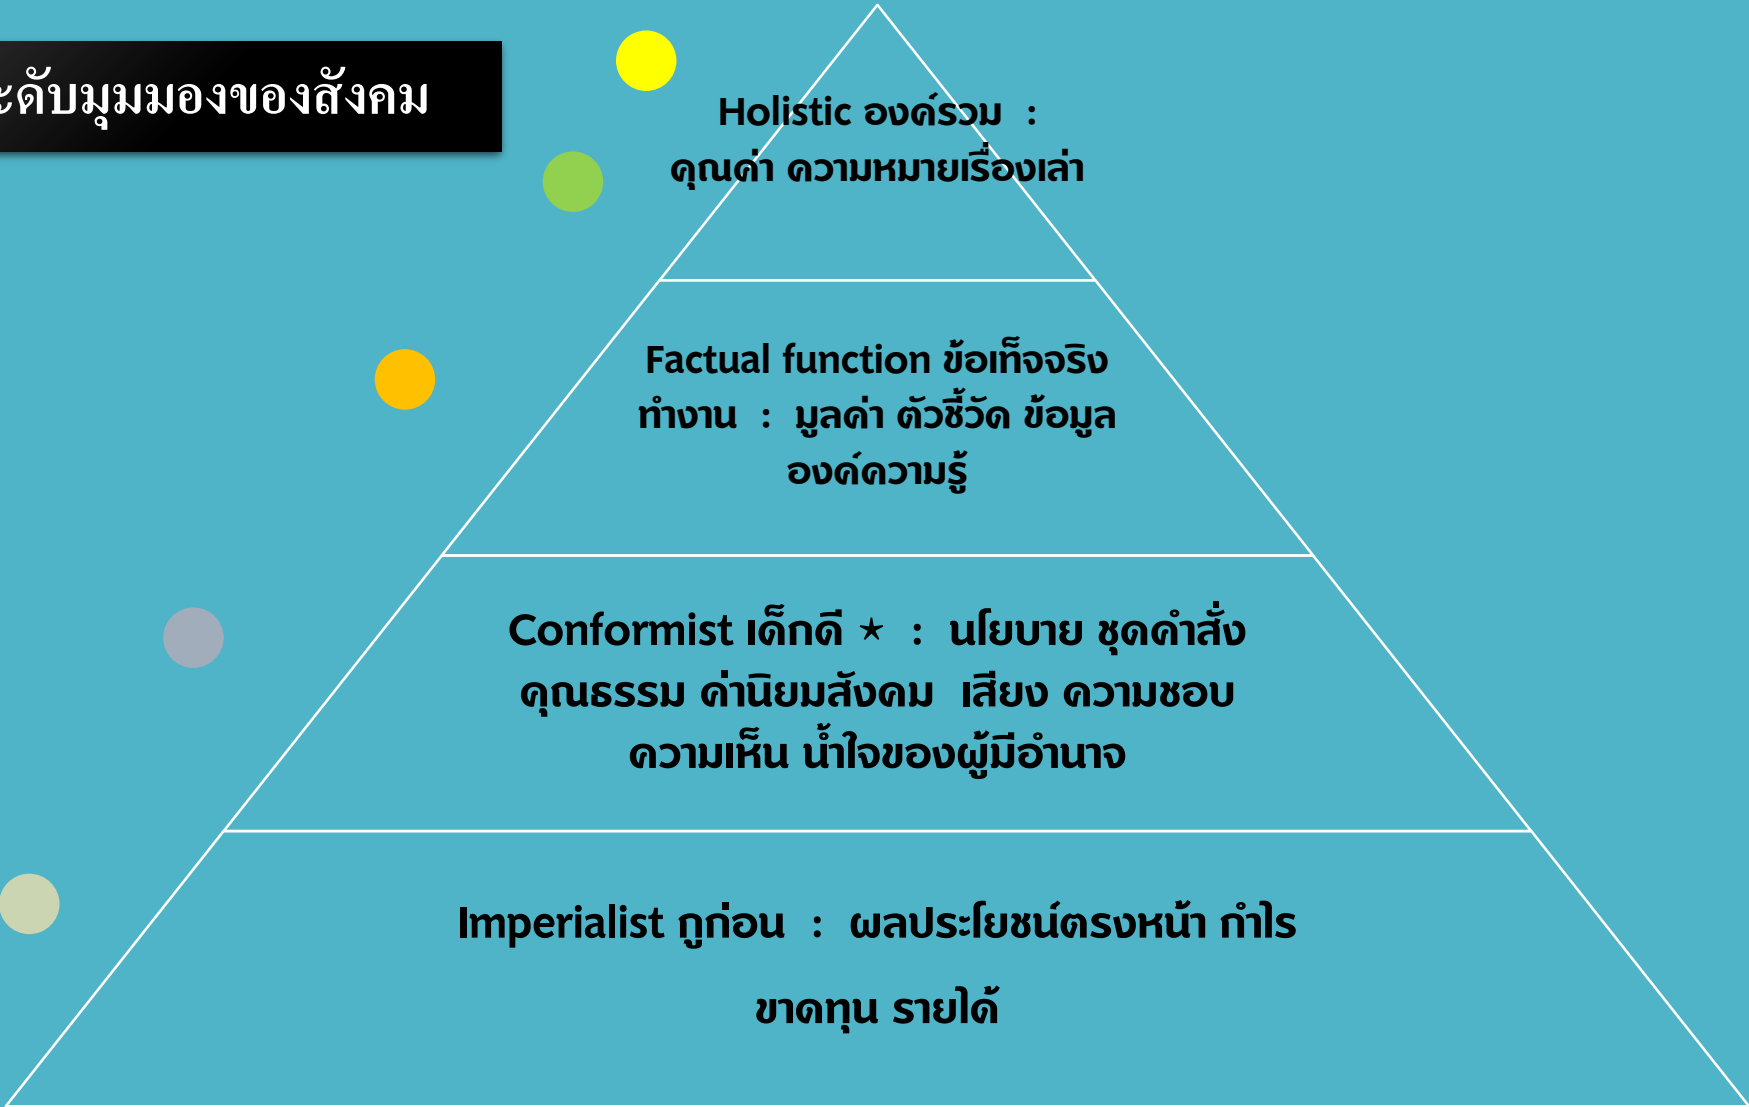 ะดับมุมมองของสังคม
Holistic องค์รวม :
คุณค่า ความหมายเรื่องเล่า
Factual function ข้อเท็จจริง
ทำงาน : มูลค่า ตัวชี้วัด ข้อมูล
องค์ความรู้
Conformist เด็กดี ★ : นโยบาย ชุดคำสั่ง
คุณธรรม ค่านิยมสังคม เสียง ความชอบ
ความเห็น น้ำใจของผู้มีอำนาจ
Imperialist กูก่อน : ผลประโยชน์ตรงหน้า กำไร
ขาดทุน รายได้